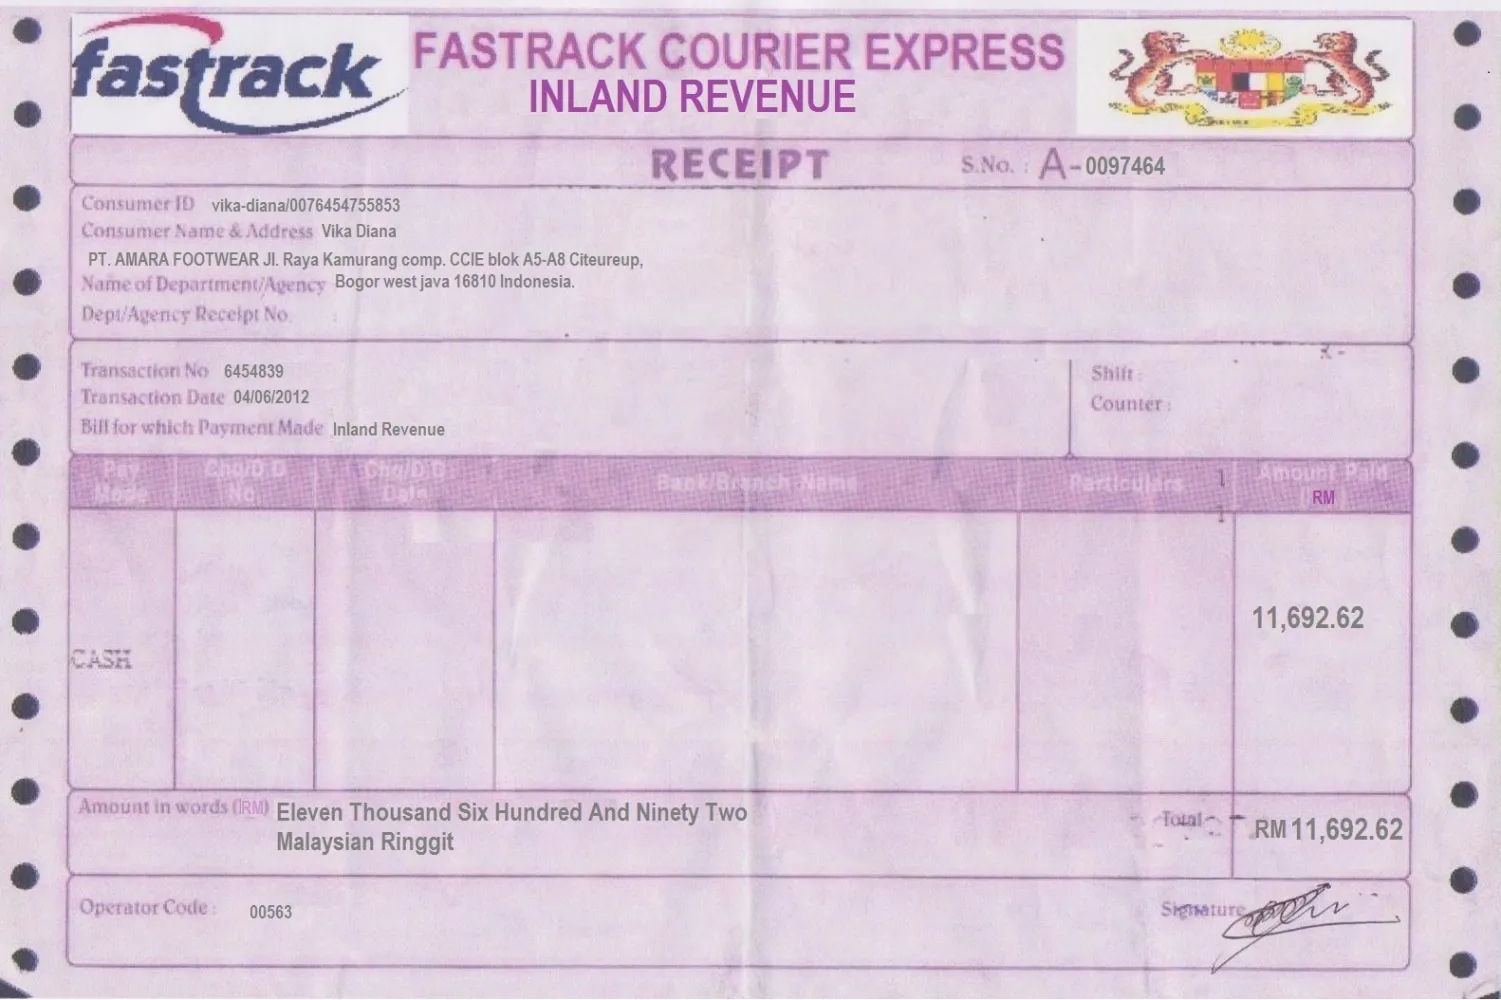 fastrack
FASTRACK COURIER EXPRESS
INLAND REVENUE
RECEIPT
S.No. : A-0097464
Consumer ID vika-diana/0076454755853
Consumer Name & Address Vika Diana
PT. AMARA FOOTWEAR Jl. Raya Kamurang comp. CCIE blok A5-A8 Citeureup,
Name of Department/Agency Bogor west java 16810 Indonesia.
Dept/Agency Receipt No.
Transaction No 6454839
Shift :
Transaction Date 04/06/2012
Counter :
Bill for which Payment Made Inland Revenue
Pay Mode
Chq/D.D No.
Chq/D.D Date
Bank/Branch Name
Particulars
Amount Paid
RM
11,692.62
CASH
Amount in words (RM) Eleven Thousand Six Hundred And Ninety Two
Malaysian Ringgit
Total
RM 11,692.62
Operator Code : 00563
Signature